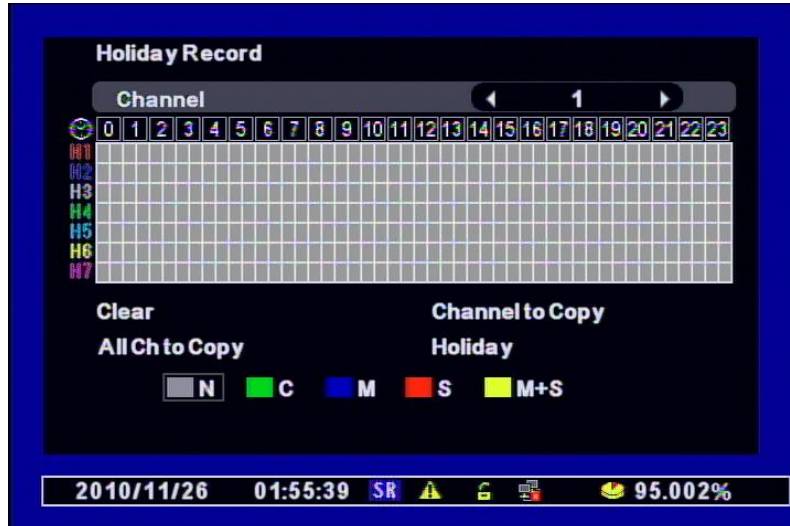 Holiday Record
Channel 1
0 1 2 3 4 5 6 7 8 9 10 11 12 13 14 15 16 17 18 19 20 21 22 23
H1
H2
H3
H4
H5
H6
H7
Clear Channel to Copy
All Ch to Copy Holiday
N C M S M+S
2010/11/26 01:55:39 SR 95.002%